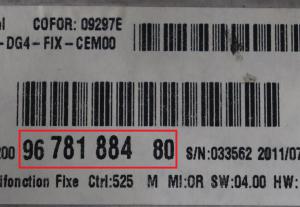 COFOR: 09297E
-DG4-FIX-CEM00
96 781 884 80 S/N:033562 2011/07
Fixe Ctrl:525 M MI:OR SW:04.00 HW: